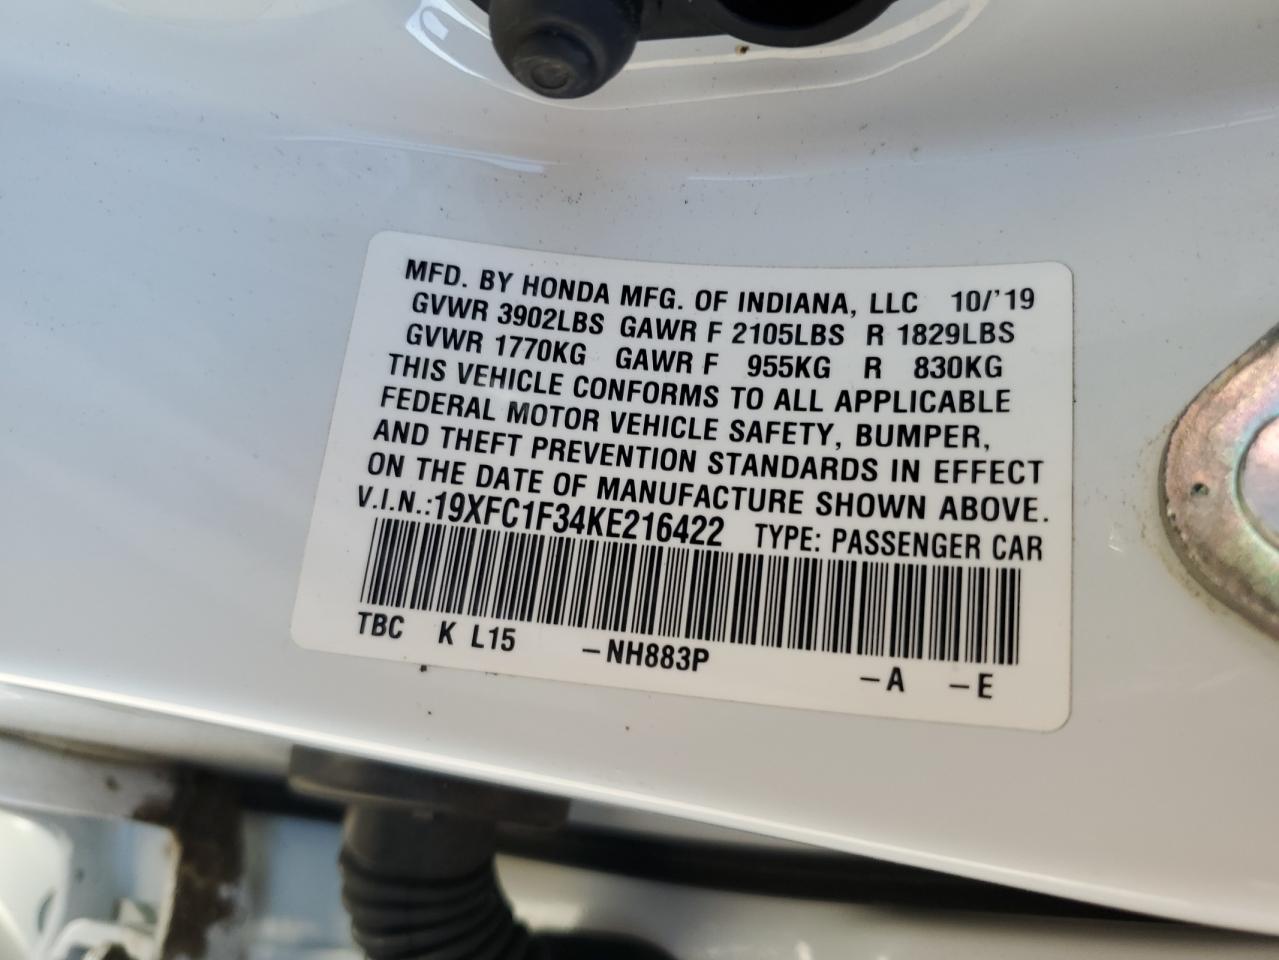 MFD. BY HONDA MFG. OF INDIANA, LLC 10/'19
GVWR 3902LBS GAWR F 2105LBS R 1829LBS
GVWR 1770KG GAWR F 955KG R 830KG
THIS VEHICLE CONFORMS TO ALL APPLICABLE
FEDERAL MOTOR VEHICLE SAFETY, BUMPER,
AND THEFT PREVENTION STANDARDS IN EFFECT
ON THE DATE OF MANUFACTURE SHOWN ABOVE.
V.I.N.:19XFC1F34KE216422 TYPE: PASSENGER CAR
TBC K L15 –NH883P –A –E